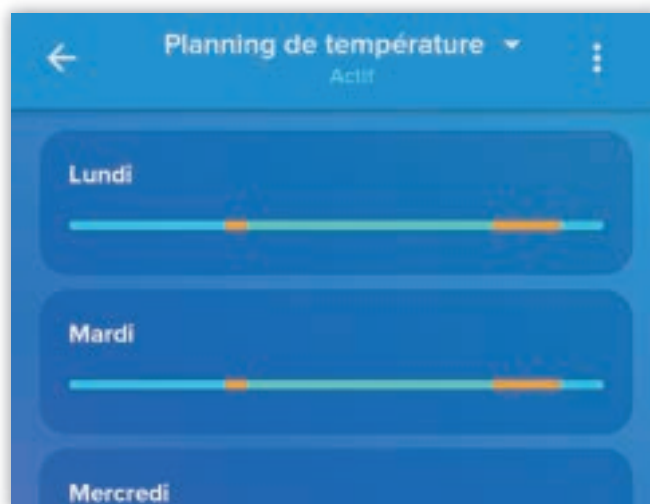 Planning de température
Actif
Lundi
Mardi
Mercredi